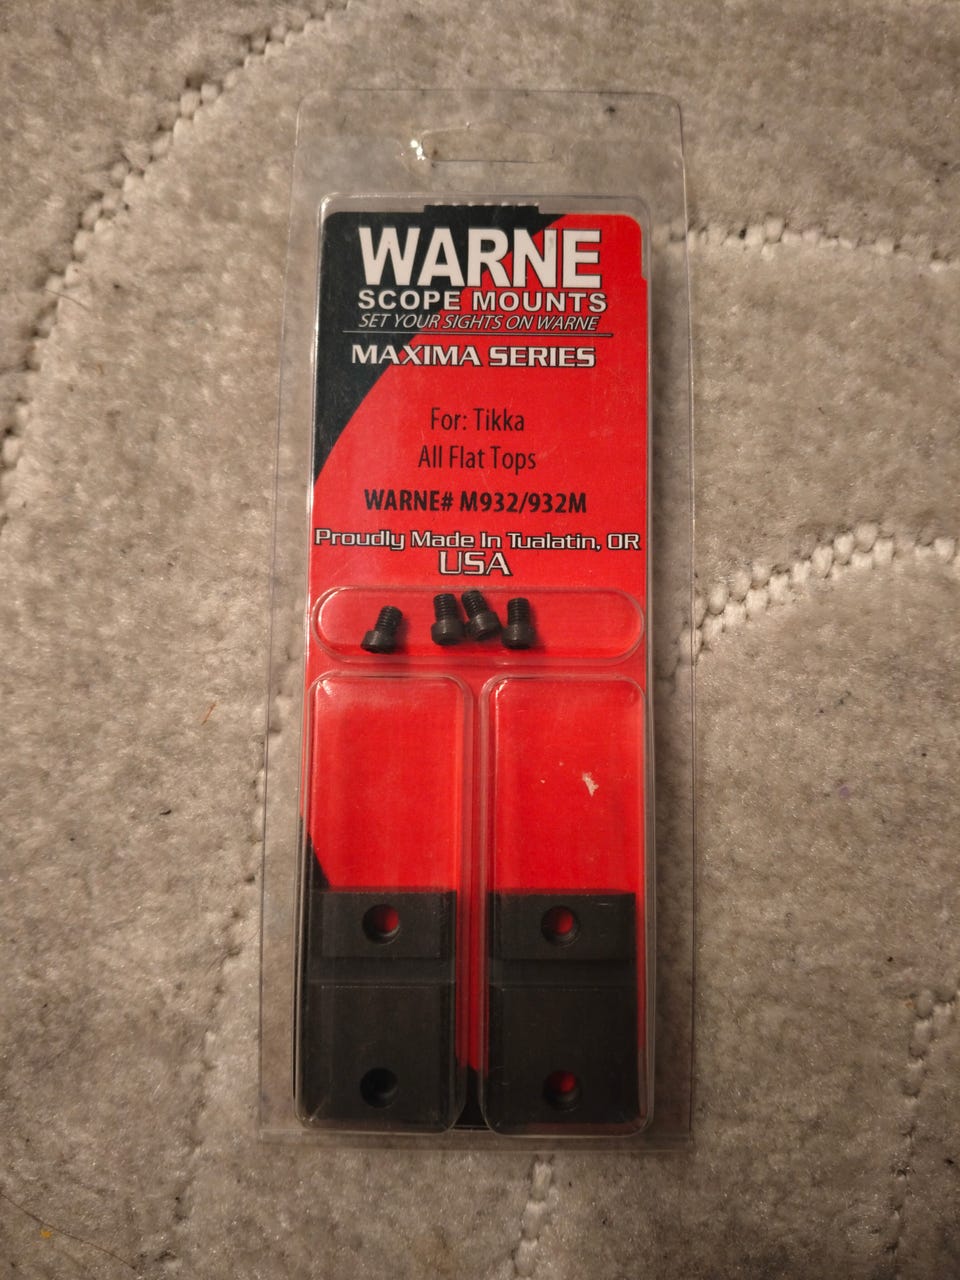 WARNE
SCOPE MOUNTS
SET YOUR SIGHTS ON WARNE
MAXIMA SERIES
For: Tikka
All Flat Tops
WARNE# M932/932M
Proudly Made In Tualatin, OR
USA